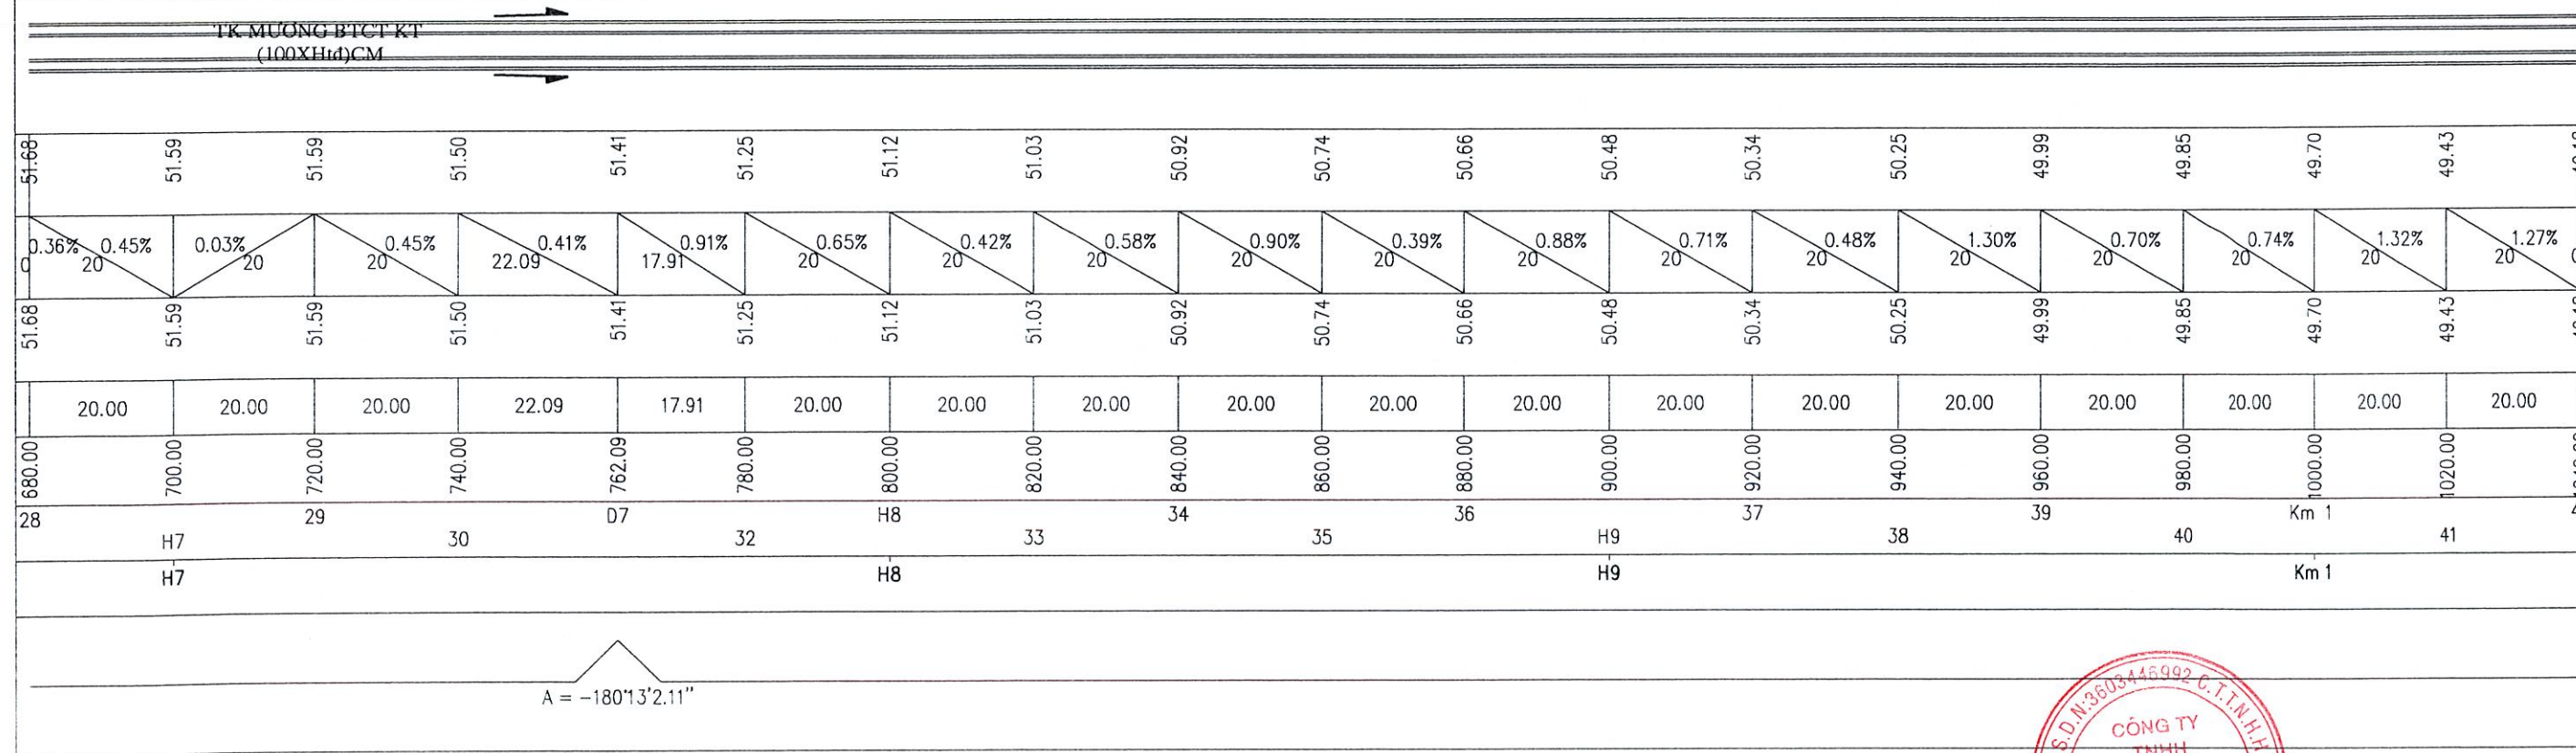 TK MƯƠNG BTCT KT
(100XHtđ)CM
51.68 51.59 51.59 51.50 51.41 51.25 51.12 51.03 50.92 50.74 50.66 50.48 50.34 50.25 49.99 49.85 49.70 49.43
0.36% 0.45% 0.03% 0.45% 0.41% 0.91% 0.65% 0.42% 0.58% 0.90% 0.39% 0.88% 0.71% 0.48% 1.30% 0.70% 0.74% 1.32% 1.27%
20 20 20 22.09 17.91 20 20 20 20 20 20 20 20 20 20 20 20 20
51.68 51.59 51.59 51.50 51.41 51.25 51.12 51.03 50.92 50.74 50.66 50.48 50.34 50.25 49.999 49.85 49.70 49.43
20.00 20.00 20.00 22.09 17.91 20.00 20.00 20.00 20.00 20.00 20.00 20.00 20.00 20.00 20.00 20.00 20.00 20.00
680.00 700.00 720.00 740.00 762.09 780.00 800.00 820.00 840.00 860.00 880.00 900.00 920.00 940.00 960.00 980.00 1000.00 1020.00
28 29 D7 H8 34 36 37 39 Km 1
H7 30 32 33 35 H9 38 40 41
H7 H8 H9 Km 1
A = -180°13'2.11"
S.D.N:3603446992 C.T.T.N.H.H
CÔNG TY
TNHH